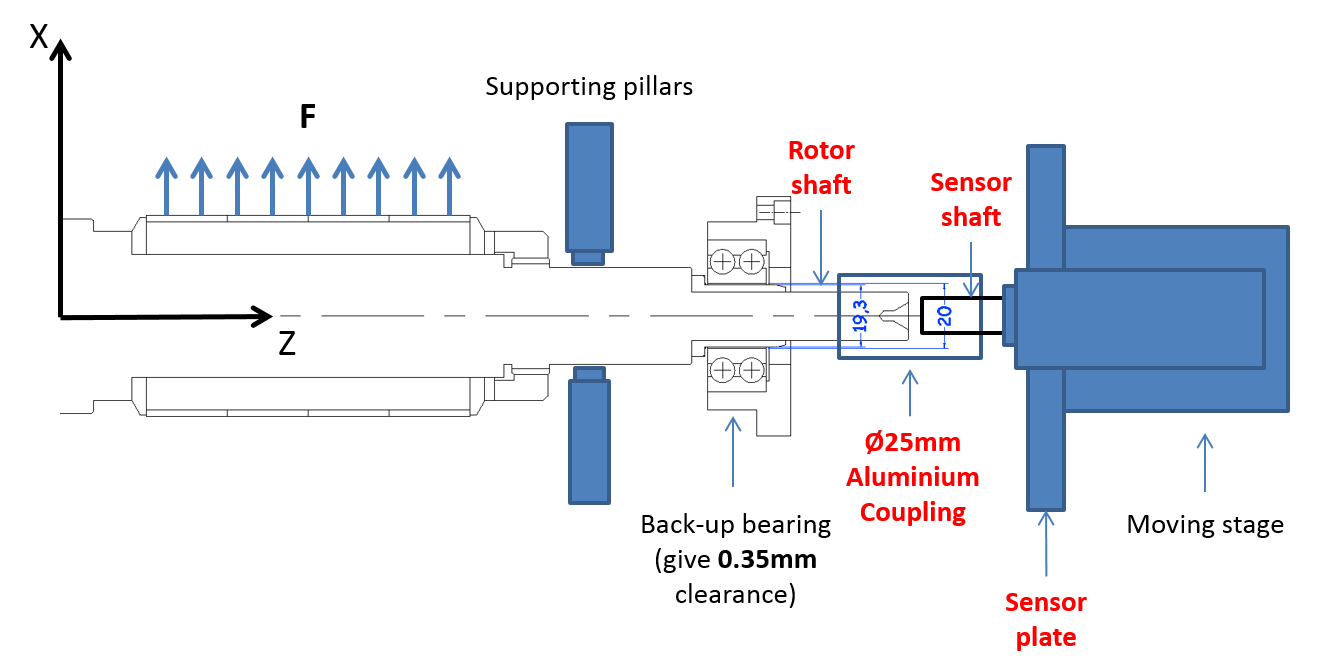 X
F
Supporting pillars
Rotor
shaft
Sensor
shaft
19,3
20
Z
Ø25mm
Aluminium
Coupling
Back-up bearing
(give 0.35mm
clearance)
Moving stage
Sensor
plate